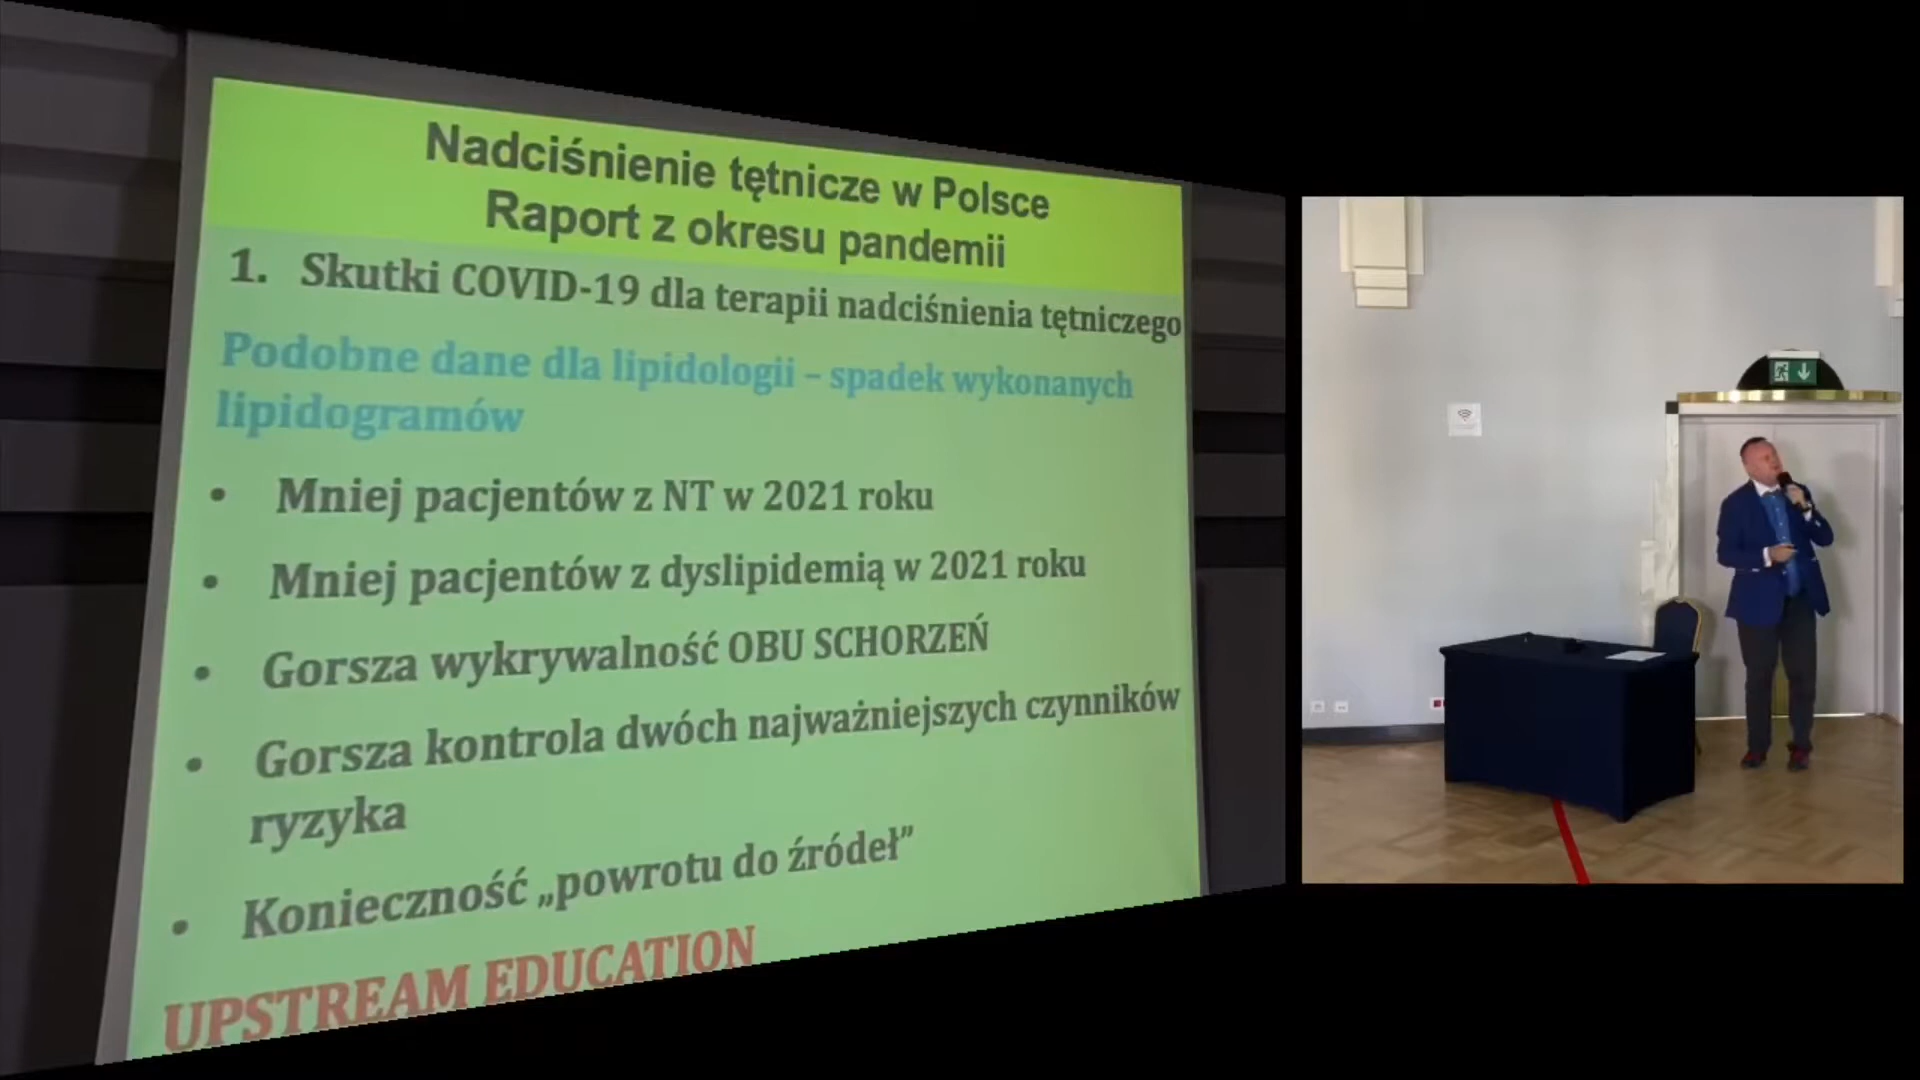 Nadciśnienie tętnicze w Polsce
Raport z okresu pandemii
1. Skutki COVID-19 dla terapii nadciśnienia tętniczego
Podobne dane dla lipidologii – spadek wykonanych
lipidogramów
• Mniej pacjentów z NT w 2021 roku
• Mniej pacjentów z dyslipidemią w 2021 roku
• Gorsza wykrywalność OBU SCHORZEŃ
• Gorsza kontrola dwóch najważniejszych czynników
ryzyka
• Konieczność „powrotu do źródeł”
UPSTREAM EDUCATION